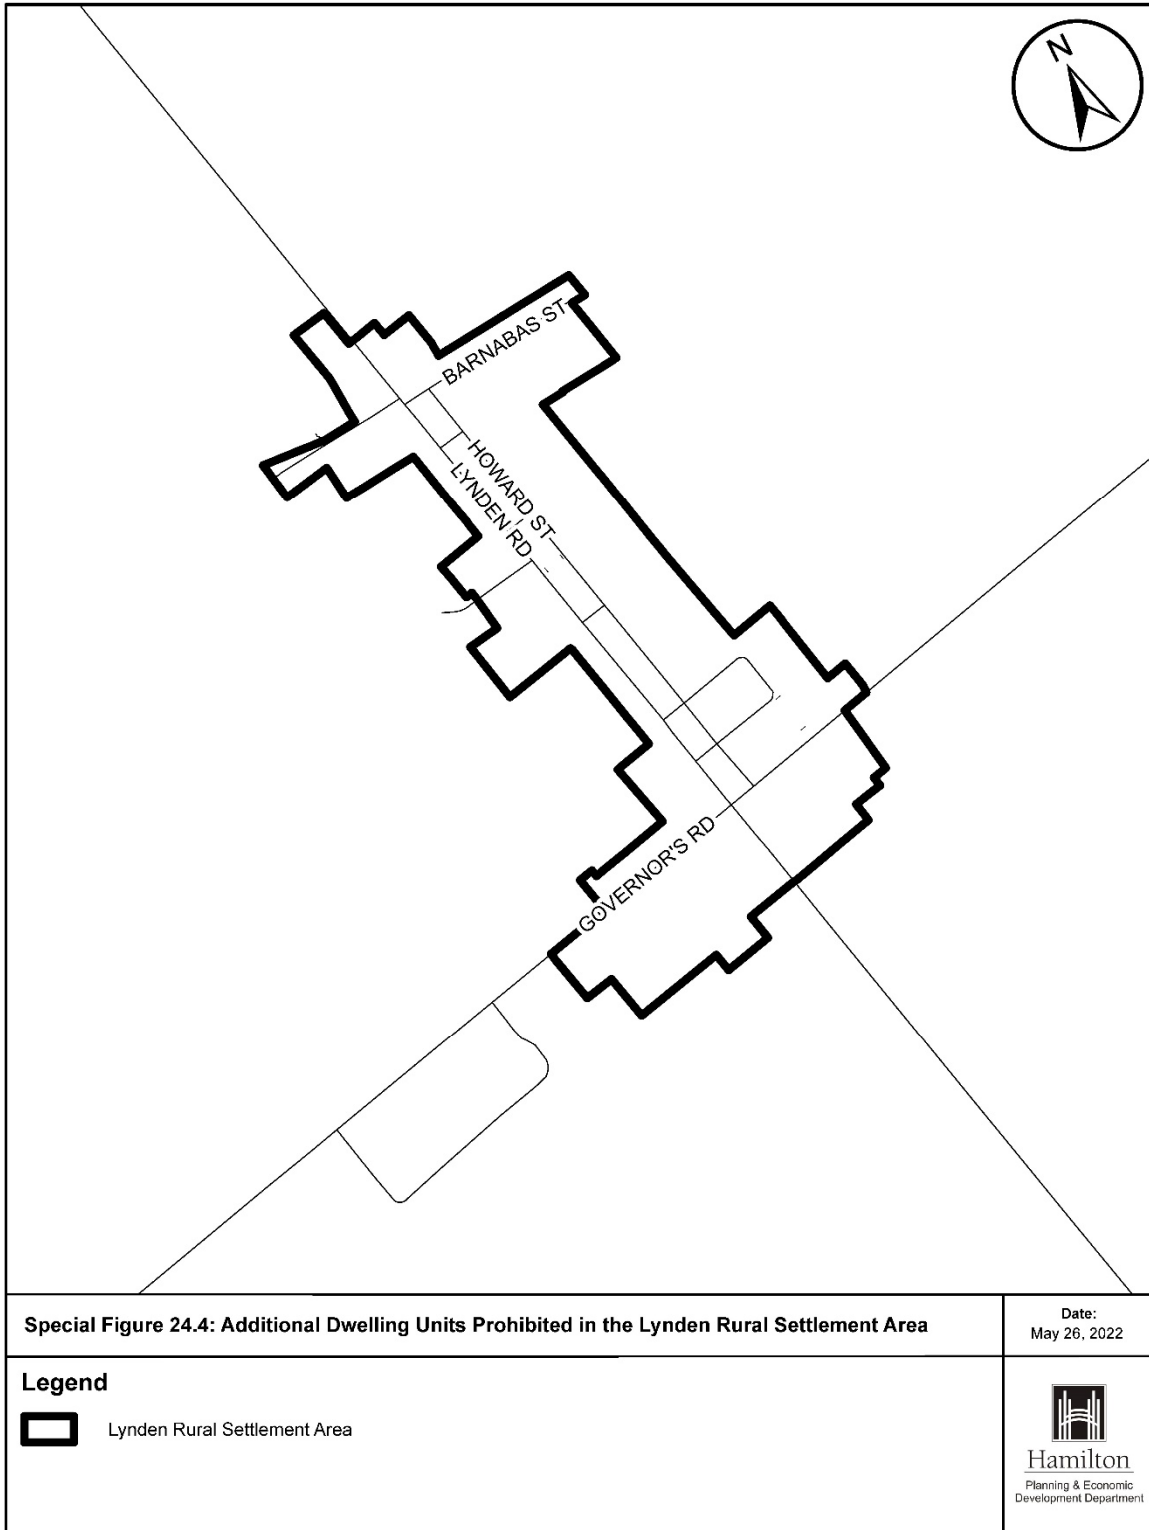 N
BARNABAS ST
HOWARD ST
LYNDEN RD
GOVERNOR'S RD
Special Figure 24.4: Additional Dwelling Units Prohibited in the Lynden Rural Settlement Area
Date:
May 26, 2022
Legend
Lynden Rural Settlement Area
Hamilton
Planning & Economic
Development Department